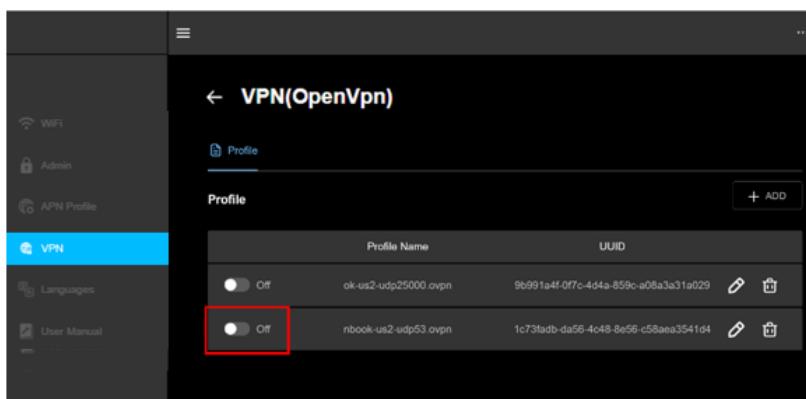 VPN(OpenVpn)
WiFi
Profile
Admin
APN Profile
Profile
+ ADD
VPN
Profile Name UUID
Languages
Off ok-us2-udp25000.ovpn 9b991a4f-0f7c-4d4a-859c-a08a3a31a029
User Manual
Off nbook-us2-udp53.ovpn 1c73fadb-da56-4c48-8e56-c58aea3541d4